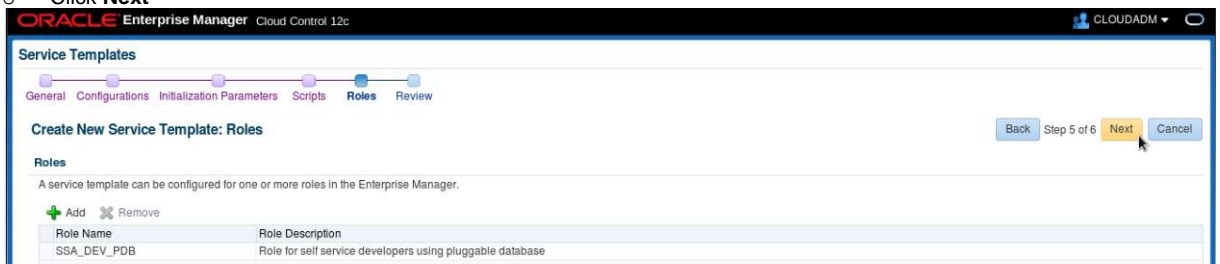 Click Next
ORACLE Enterprise Manager Cloud Control 12c CLOUDADM
Service Templates
General Configurations Initialization Parameters Scripts Roles Review
Create New Service Template: Roles Back Step 5 of 6 Next Cancel
Roles
A service template can be configured for one or more roles in the Enterprise Manager.
Add Remove
Role Name Role Description
SSA_DEV_PDB Role for self service developers using pluggable database